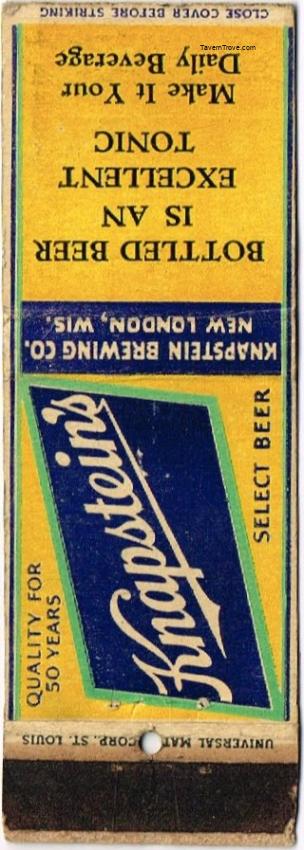 TavernTrove.com
CLOSE COVER BEFORE STRIKING
BOTTLED BEER
IS AN
EXCELLENT
TONIC
Make It Your
Daily Beverage
KNAPSTEIN BREWING CO.
NEW LONDON, WIS.
QUALITY FOR
50 YEARS
Knapstein's
SELECT BEER
UNIVERSAL MATCH CORP. ST. LOUIS